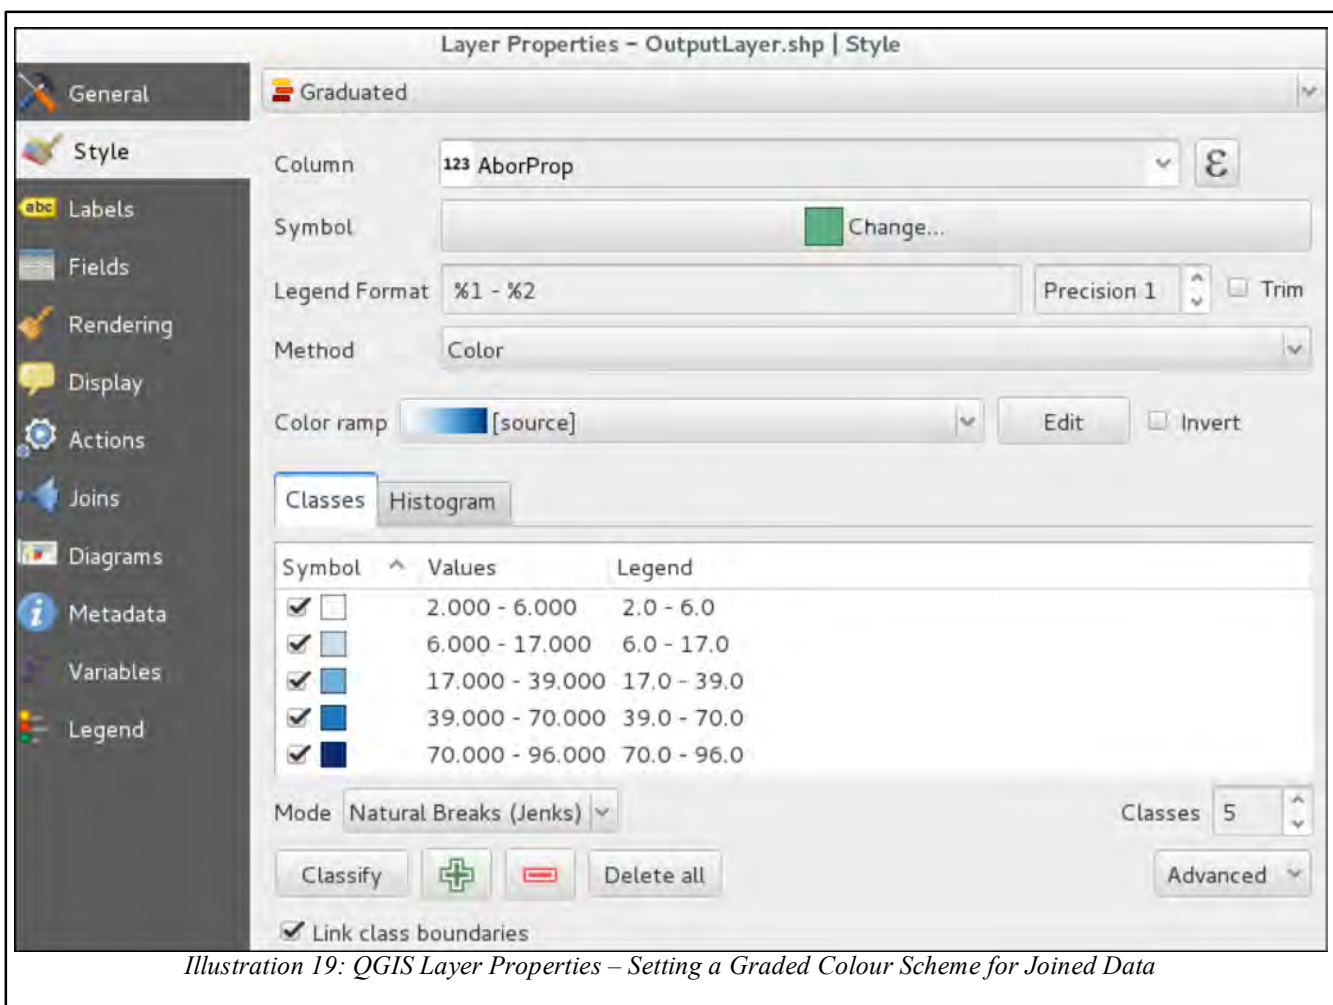 Layer Properties – OutputLayer.shp | Style
General
Style
abc Labels
Fields
Rendering
Display
Actions
Joins
Diagrams
Metadata
Variables
Legend
Graduated
Column 123 AborProp ε
Symbol Change...
Legend Format %1 - %2 Precision 1 Trim
Method Color
Color ramp [source] Edit Invert
Classes Histogram
Symbol Values Legend
2.000 - 6.000 2.0 - 6.0
6.000 - 17.000 6.0 - 17.0
17.000 - 39.000 17.0 - 39.0
39.000 - 70.000 39.0 - 70.0
70.000 - 96.000 70.0 - 96.0
Mode Natural Breaks (Jenks) Classes 5
Classify Delete all Advanced
Link class boundaries
Illustration 19: QGIS Layer Properties – Setting a Graded Colour Scheme for Joined Data